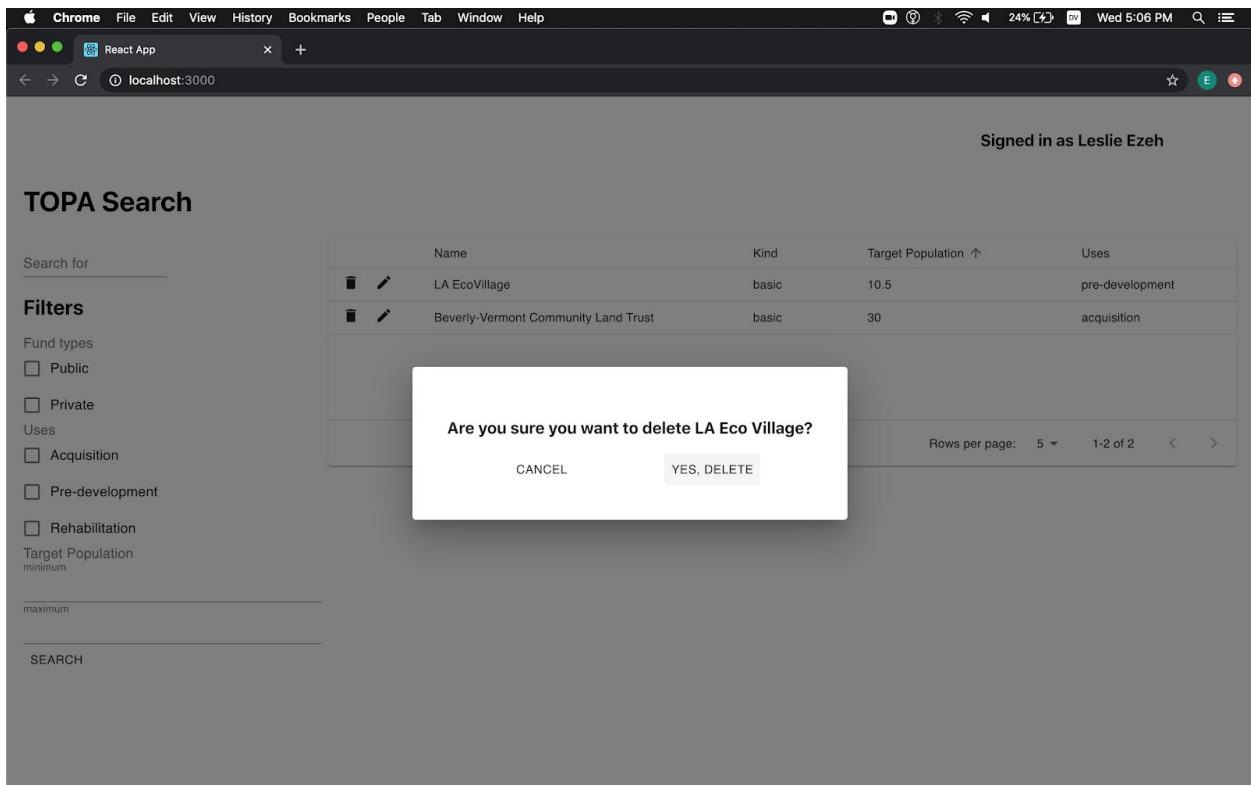 Chrome File Edit View History Bookmarks People Tab Window Help 24% DV Wed 5:06 PM
React App
localhost:3000 E
Signed in as Leslie Ezeh
TOPA Search
Search for
Filters
Fund types
Public
Private
Uses
Acquisition
Pre-development
Rehabilitation
Target Population
minimum
maximum
SEARCH
Name Kind Target Population Uses
LA EcoVillage basic 10.5 pre-development
Beverly-Vermont Community Land Trust basic 30 acquisition
Rows per page: 5 1-2 of 2
Are you sure you want to delete LA Eco Village?
CANCEL YES, DELETE